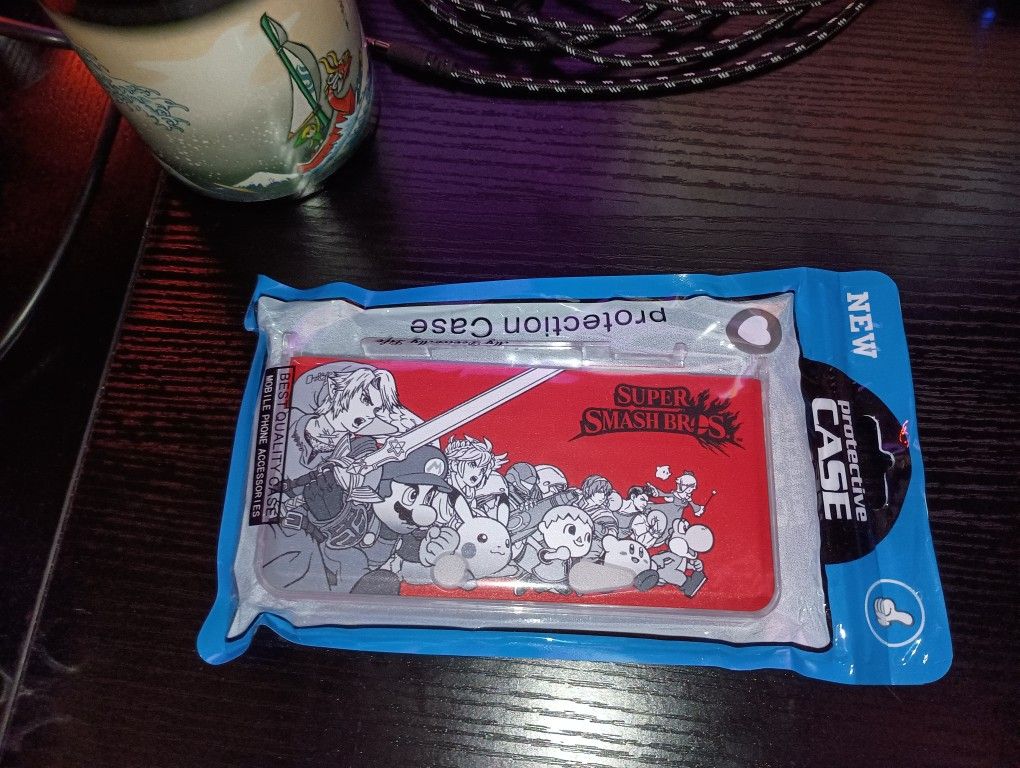 protection Case
NEW
BEST QUALITY CASE
MOBILE PHONE ACCESSORIES
SUPER
SMASH BROS.
protective
CASE
M